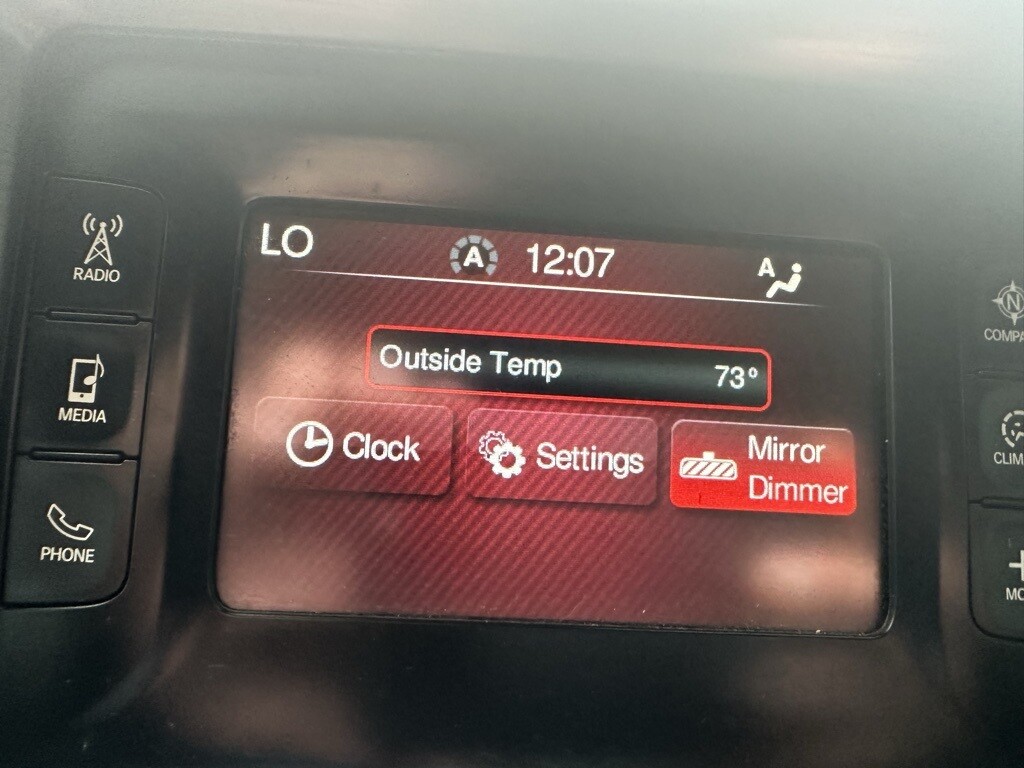 LO A 12:07 A
RADIO
Outside Temp 73°
MEDIA
Clock Settings Mirror
Dimmer
PHONE
N